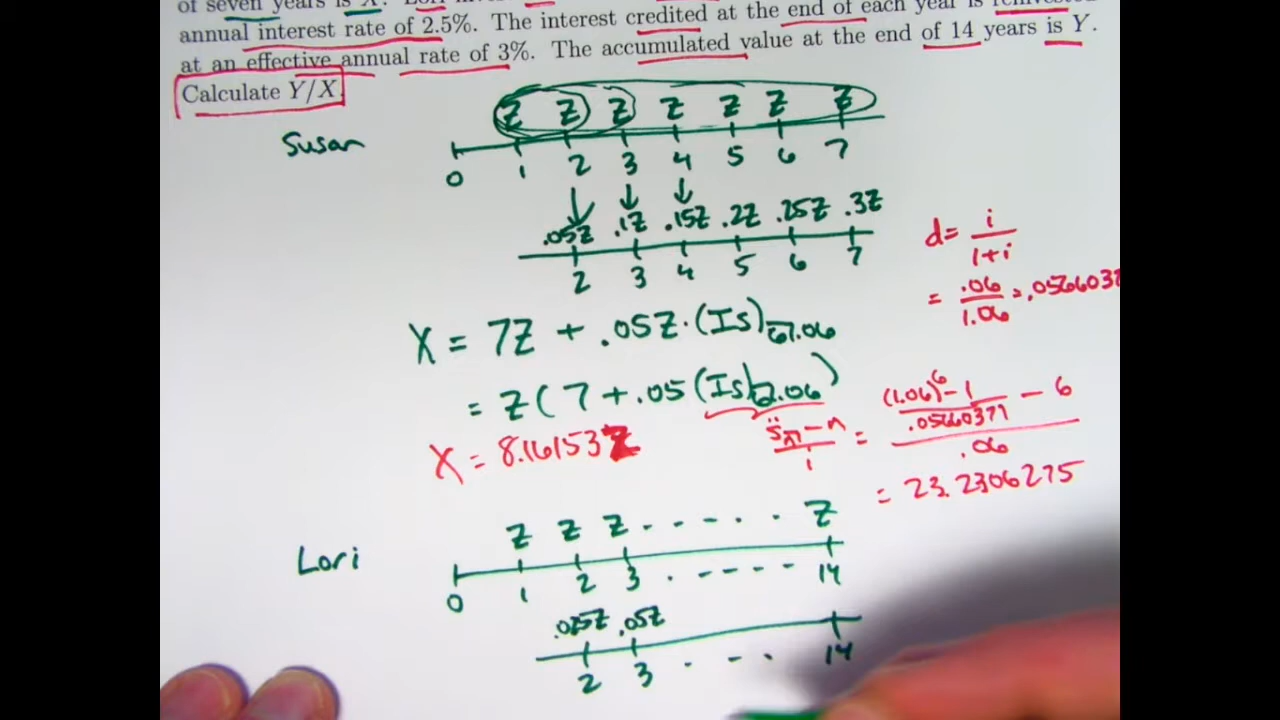 of seven years is X.
annual interest rate of 2.5%. The interest credited at the end of each year is reinvested
at an effective annual rate of 3%. The accumulated value at the end of 14 years is Y.
Calculate Y/X.
Susan
Z Z Z Z Z Z Z
0 1 2 3 4 5 6 7
.05Z .1Z .15Z .2Z .25Z .3Z
2 3 4 5 6 7
d = i / 1+i
= .06 / 1.06 = .0566037
X = 7Z + .05Z · (Is)6̅|.06
= Z(7 + .05 (Is)6̅|.06)
s̈n̅| − n / i = (1.06)^6 − 1 / .05660377 − 6 / .06
X = 8.16153Z
= 23.2306275
Lori
Z Z Z . - - . . Z
0 1 2 3 . - - - - 14
.025Z .05Z
2 3 . - - . 14